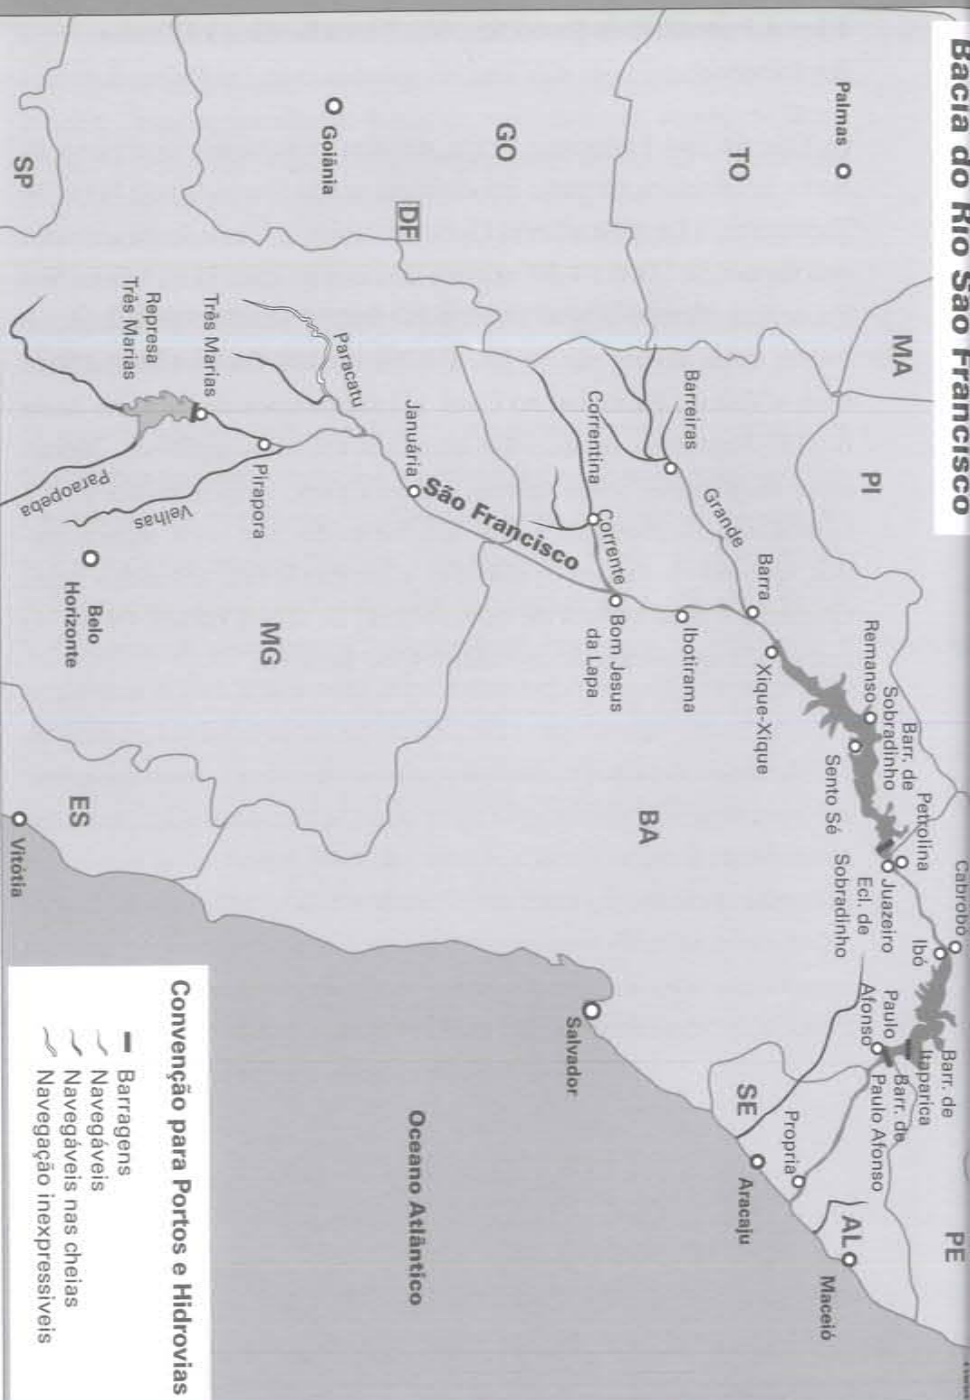 Bacia do Rio São Francisco
MA
PI
PE
TO
Palmas
GO
DF
Goiânia
SP
MG
BA
ES
SE
AL
Cabrobó
Ibó
Petrolina
Juazeiro
Barr. de
Sobradinho
Remanso
Sento Sé
Ecl. de
Sobradinho
Barr. de
Itaparica
Paulo
Afonso
Barr. de
Paulo Afonso
Propria
Maceió
Aracaju
Salvador
Xique-Xique
Barra
Grande
Barreiras
Ibotirama
Correntina
Corrente
Bom Jesus
da Lapa
São Francisco
Januária
Paracatu
Pirapora
Três Marias
Represa
Três Marias
Velhas
Paraopeba
Belo
Horizonte
Vitótia
Oceano Atlântico
Convenção para Portos e Hidrovias
Barragens
Navegáveis
Navegáveis nas cheias
Navegação inexpressiveis